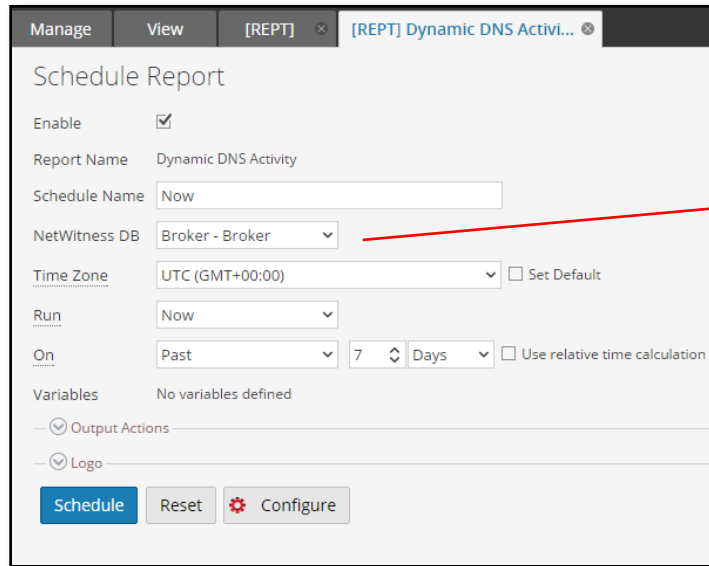 Manage View [REPT] [REPT] Dynamic DNS Activi...
Schedule Report
Enable
Report Name Dynamic DNS Activity
Schedule Name Now
NetWitness DB Broker - Broker
Time Zone UTC (GMT+00:00) Set Default
Run Now
On Past 7 Days Use relative time calculation
Variables No variables defined
Output Actions
Logo
Schedule Reset Configure